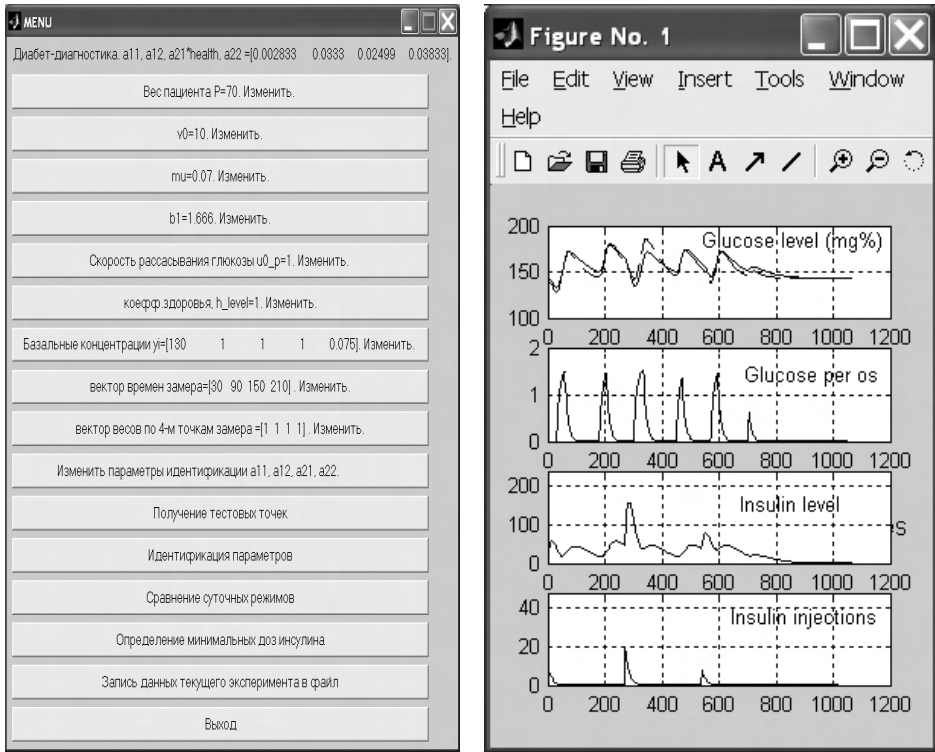 MENU
Диабет-диагностика. a11, a12, a21*health, a22 =[0.002833 0.0333 0.02499 0.03833].
Вес пациента P=70. Изменить.
v0=10. Изменить.
mu=0.07. Изменить.
b1=1.666. Изменить.
Скорость рассасывания глюкозы u0_p=1. Изменить.
коефф.здоровья, h_level=1. Изменить.
Базальные концентрации yi=[130 1 1 1 0.075]. Изменить.
вектор времен замера=[30 90 150 210] . Изменить.
вектор весов по 4-м точкам замера =[1 1 1 1] . Изменить.
Изменить параметры идентификации a11, a12, a21, a22.
Получение тестовых точек
Идентификация параметров
Сравнение суточных режимов
Определение минимальных доз инсулина
Запись данных текущего эксперимента в файл
Выход
Figure No. 1
File Edit View Insert Tools Window
Help
A
200
Glucose level (mg%)
150
100
0 200 400 600 800 1000 1200
2
Glucose per os
1
0
0 200 400 600 800 1000 1200
200
Insulin level
100
s
0
0 200 400 600 800 1000 1200
40
Insulin injections
20
0
0 200 400 600 800 1000 1200